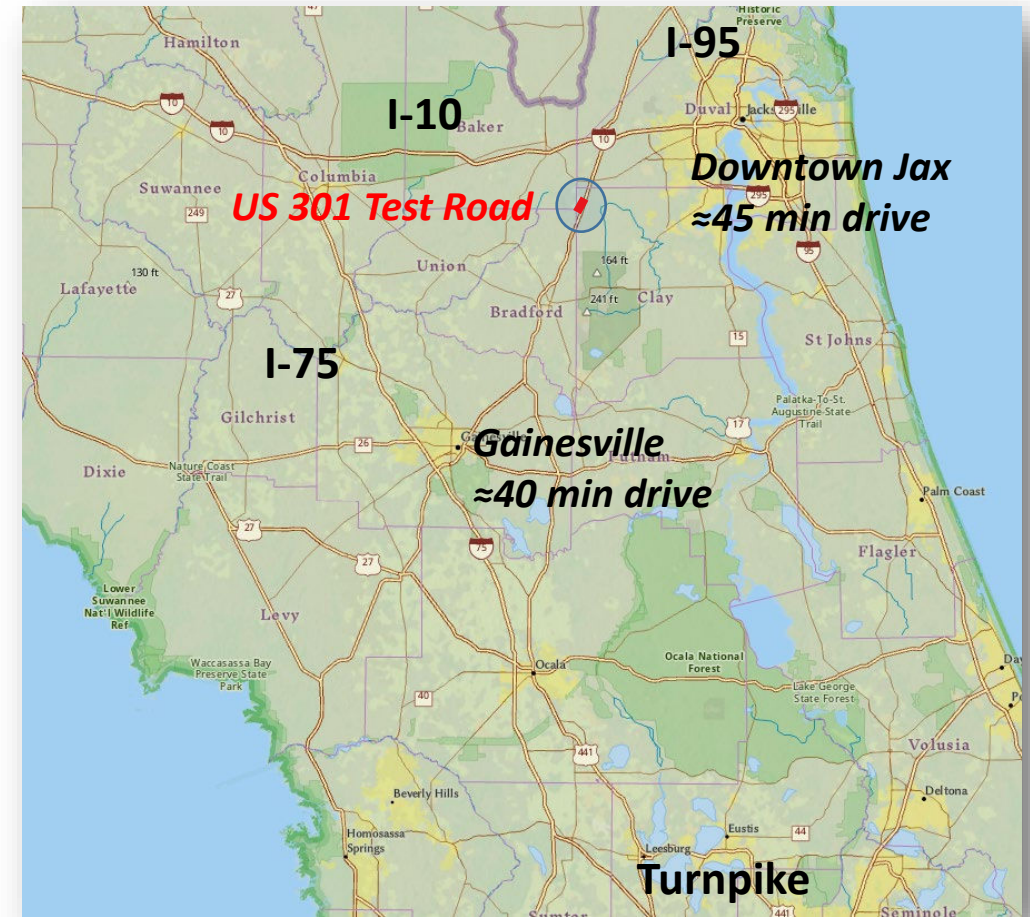 Historic
Preserve
47
Hamilton
I-95
10
I-10
Baker
Duval
Jacksonville
295
10
10
Downtown Jax
≈45 min drive
Columbia
Suwannee
US 301 Test Road
295
249
95
130 ft
Union
164 ft
Lafayette
27
241 ft
Clay
Bradford
15
St Johns
I-75
Gilchrist
Palatka-To-St.
Augustine State
Trail
26
17
Gainesville
Gainesville
≈40 min drive
Putnam
Dixie
Nature Coast
State Trail
Palm Coast
27
75
Flagler
27
Lower
Suwannee
Nat'l Wildlife
Ref
Levy
Waccasassa Bay
Preserve State
Park
Ocala
Ocala National
Forest
Da
40
Lake George
State Forest
P
441
Volusia
Beverly Hills
Deltona
Homosassa
Springs
Eustis
44
Leesburg
Turnpike
441
Seminole
Sumter